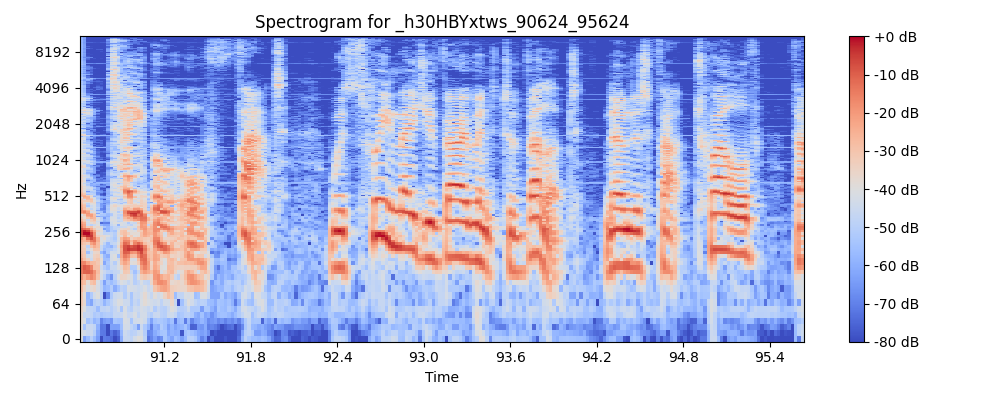 Spectrogram for _h30HBYxtws_90624_95624
8192
4096
2048
1024
512
256
128
64
0
Hz
91.2 91.8 92.4 93.0 93.6 94.2 94.8 95.4
Time
+0 dB
-10 dB
-20 dB
-30 dB
-40 dB
-50 dB
-60 dB
-70 dB
-80 dB